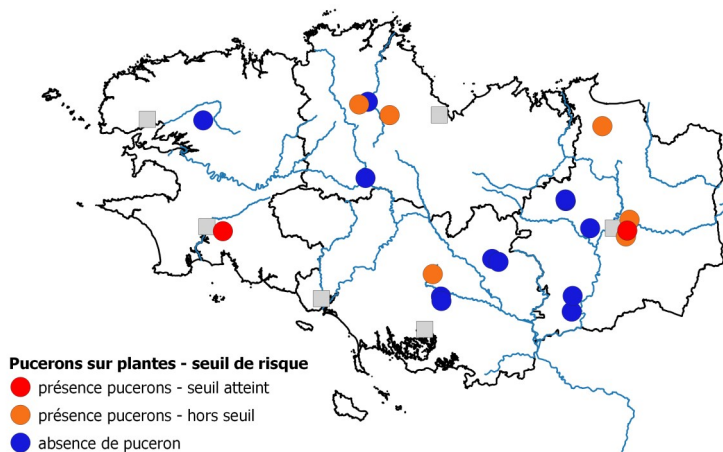 Pucerons sur plantes - seuil de risque
présence pucerons - seuil atteint
présence pucerons - hors seuil
absence de puceron